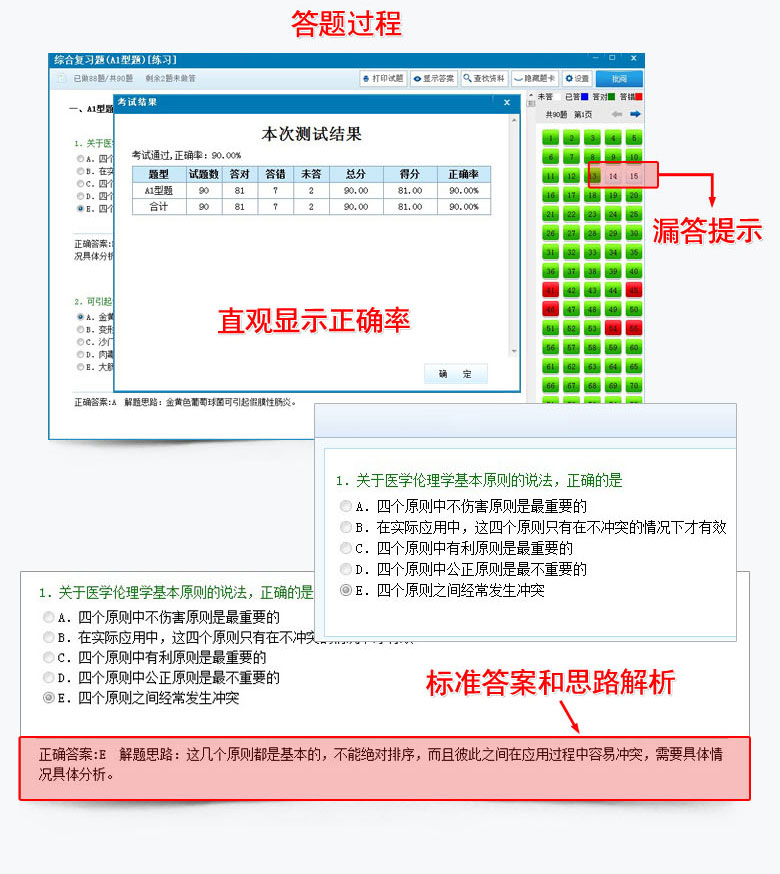 答题过程
综合复习题(A1型题)[练习]
已做88题/共90题 剩余2题未做答
打印试题 显示答案 查找资料 隐藏题卡 设置 批阅
未答 已答 答对 答错
共90题 第1页
一、A1型题
考试结果
本次测试结果
考试通过,正确率: 90.00%
题型 试题数 答对 答错 未答 总分 得分 正确率
A1型题 90 81 7 2 90.00 81.00 90.00%
合计 90 81 7 2 90.00 81.00 90.00%
直观显示正确率
确 定
1. 关于医
A. 四个
B. 在实
C. 四个
D. 四个
E. 四个
正确答案:
况具体分析
2. 可引起
A. 金黄
B. 变形
C. 沙门
D. 肉毒
E. 大肠
正确答案:A 解题思路: 金黄色葡萄球菌可引起假膜性肠炎。
1 2 3 4 5
6 7 8 9 10
11 12 13 14 15
16 17 18 19 20
21 22 23 24 25
26 27 28 29 30
31 32 33 34 35
36 37 38 39 40
41 42 43 44 45
46 47 48 49 50
51 52 53 54 55
56 57 58 59 60
61 62 63 64 65
66 67 68 69 70
漏答提示
1. 关于医学伦理学基本原则的说法，正确的是
A. 四个原则中不伤害原则是最重要的
B. 在实际应用中，这四个原则只有在不冲突的情况下才有效
C. 四个原则中有利原则是最重要的
D. 四个原则中公正原则是最不重要的
E. 四个原则之间经常发生冲突
1. 关于医学伦理学基本原则的说法，正确的是
A. 四个原则中不伤害原则是最重要的
B. 在实际应用中，这四个原则只有在不冲突
C. 四个原则中有利原则是最重要的
D. 四个原则中公正原则是最不重要的
E. 四个原则之间经常发生冲突
标准答案和思路解析
正确答案:E 解题思路: 这几个原则都是基本的，不能绝对排序，而且彼此之间在应用过程中容易冲突，需要具体情
况具体分析。